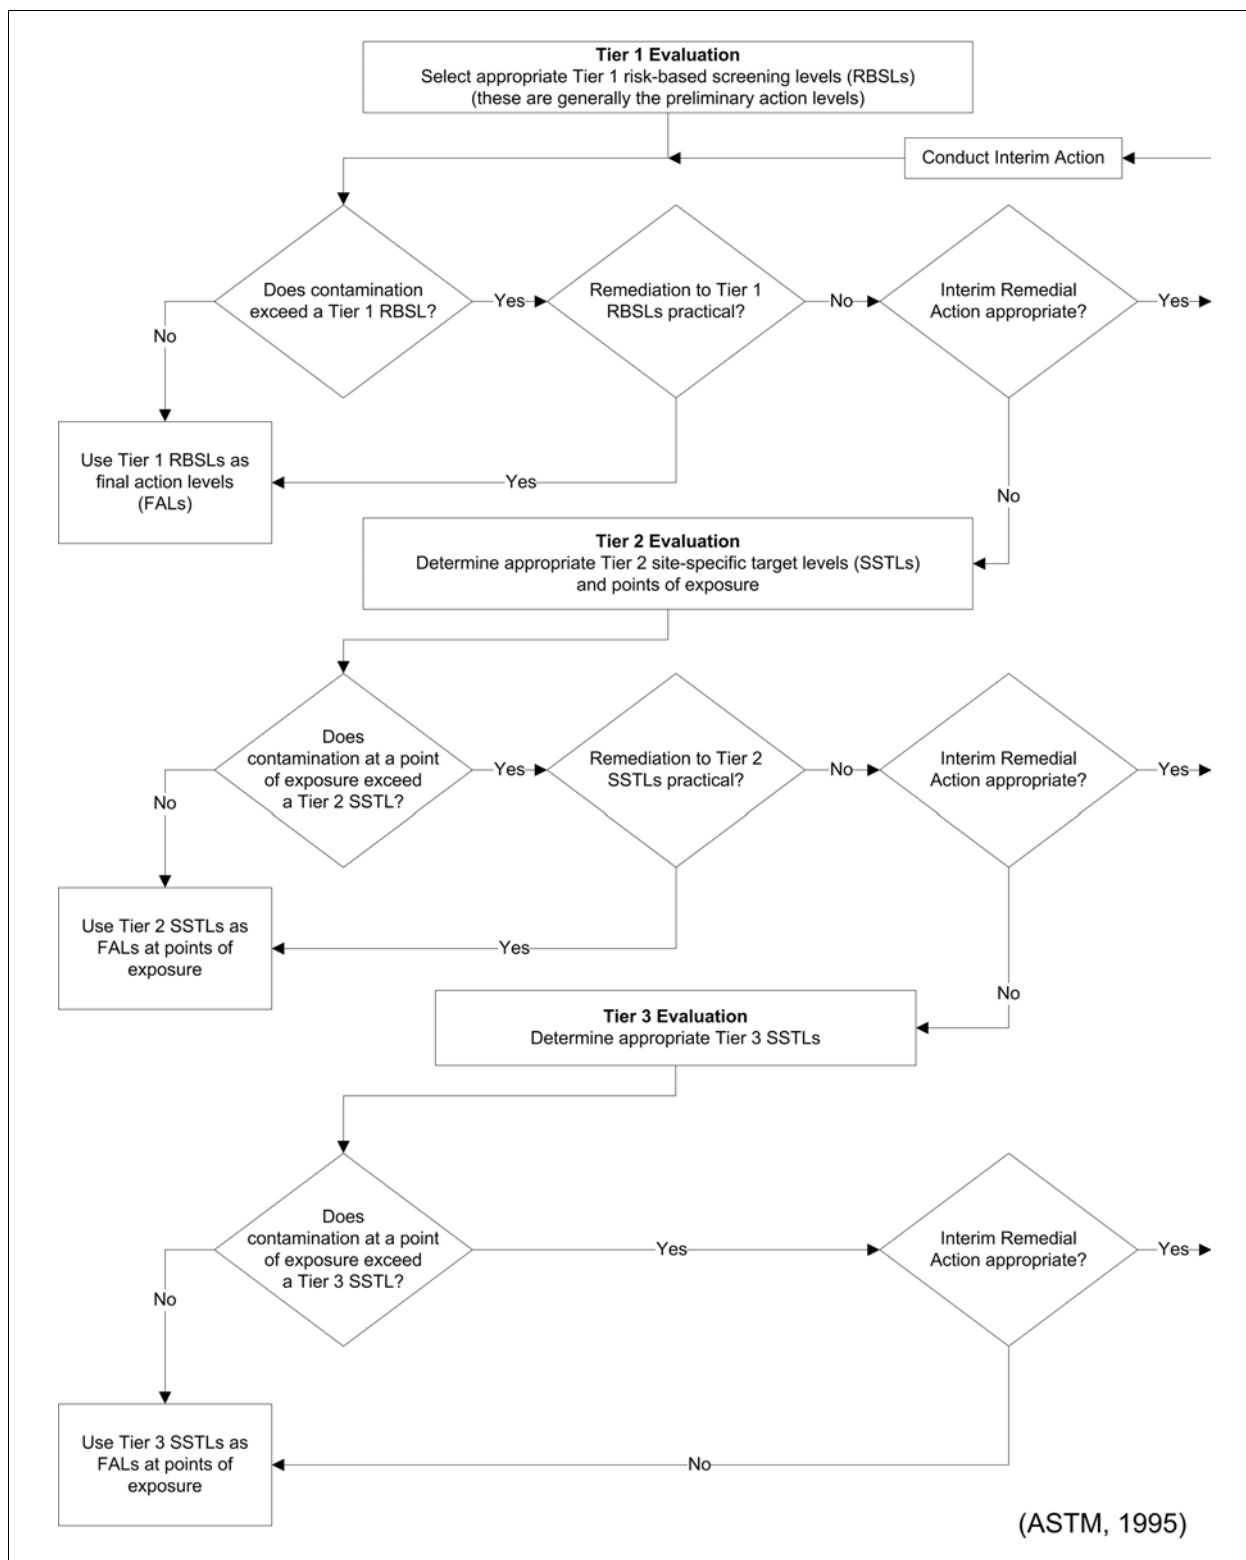 Tier 1 Evaluation
Select appropriate Tier 1 risk-based screening levels (RBSLs)
(these are generally the preliminary action levels)
Conduct Interim Action
Does contamination
exceed a Tier 1 RBSL?
Yes
Remediation to Tier 1
RBSLs practical?
No
Interim Remedial
Action appropriate?
Yes
No
Use Tier 1 RBSLs as
final action levels
(FALs)
Yes
No
Tier 2 Evaluation
Determine appropriate Tier 2 site-specific target levels (SSTLs)
and points of exposure
Does
contamination at a point
of exposure exceed
a Tier 2 SSTL?
Yes
Remediation to Tier 2
SSTLs practical?
No
Interim Remedial
Action appropriate?
Yes
No
Use Tier 2 SSTLs as
FALs at points of
exposure
Yes
No
Tier 3 Evaluation
Determine appropriate Tier 3 SSTLs
Does
contamination at a point
of exposure exceed
a Tier 3 SSTL?
Yes
Interim Remedial
Action appropriate?
Yes
No
Use Tier 3 SSTLs as
FALs at points of
exposure
No
(ASTM, 1995)